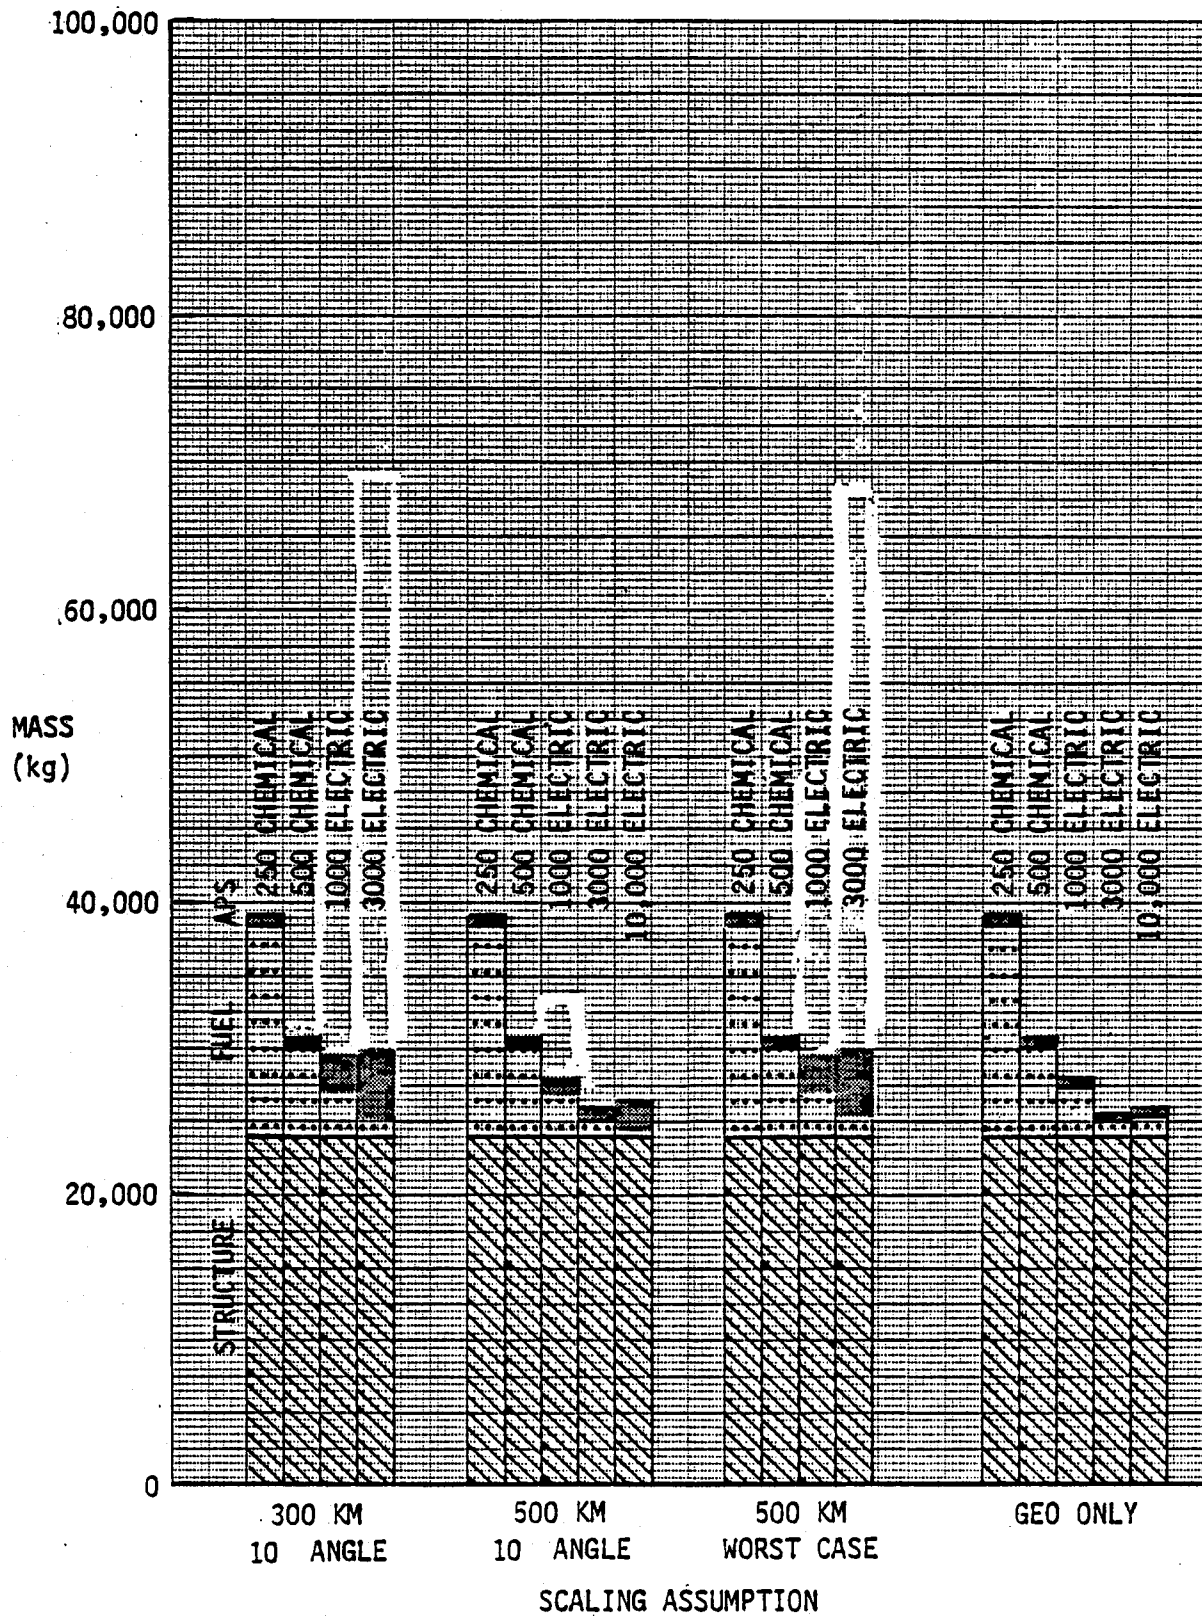 100,000
80,000
60,000
40,000
20,000
0
MASS
(kg)
STRUCTURE
FUEL
APS
250 CHEMICAL
500 CHEMICAL
1000 ELECTRIC
3000 ELECTRIC
250 CHEMICAL
500 CHEMICAL
1000 ELECTRIC
3000 ELECTRIC
10,000 ELECTRIC
250 CHEMICAL
500 CHEMICAL
1000 ELECTRIC
3000 ELECTRIC
250 CHEMICAL
500 CHEMICAL
1000 ELECTRIC
3000 ELECTRIC
10,000 ELECTRIC
300 KM
10 ANGLE
500 KM
10 ANGLE
500 KM
WORST CASE
GEO ONLY
SCALING ASSUMPTION